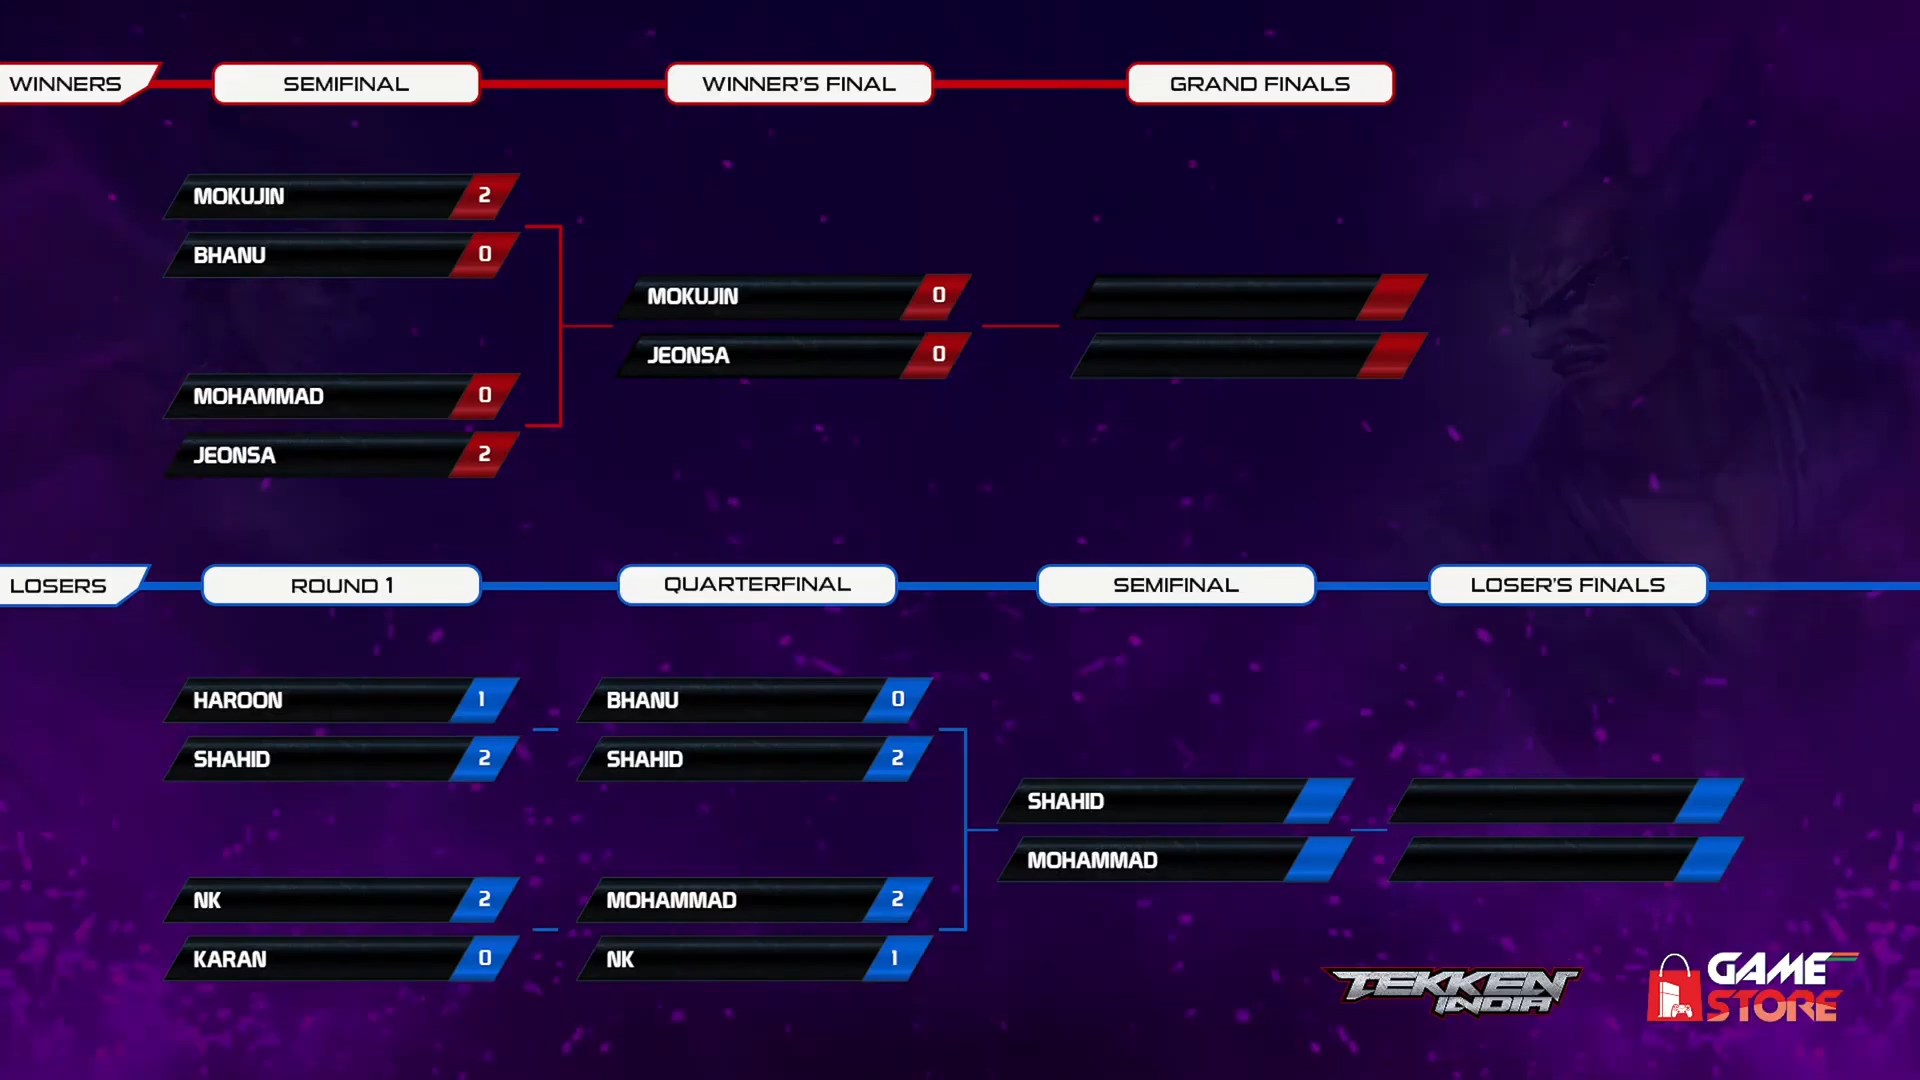 WINNERS SEMIFINAL WINNER'S FINAL GRAND FINALS
MOKUJIN 2
BHANU 0
MOKUJIN 0
JEONSA 0
MOHAMMAD 0
JEONSA 2
LOSERS ROUND 1 QUARTERFINAL SEMIFINAL LOSER'S FINALS
HAROON 1
SHAHID 2
BHANU 0
SHAHID 2
NK 2
KARAN 0
MOHAMMAD 2
NK 1
SHAHID
MOHAMMAD
TEKKEN
INDIA
GAME
STORE